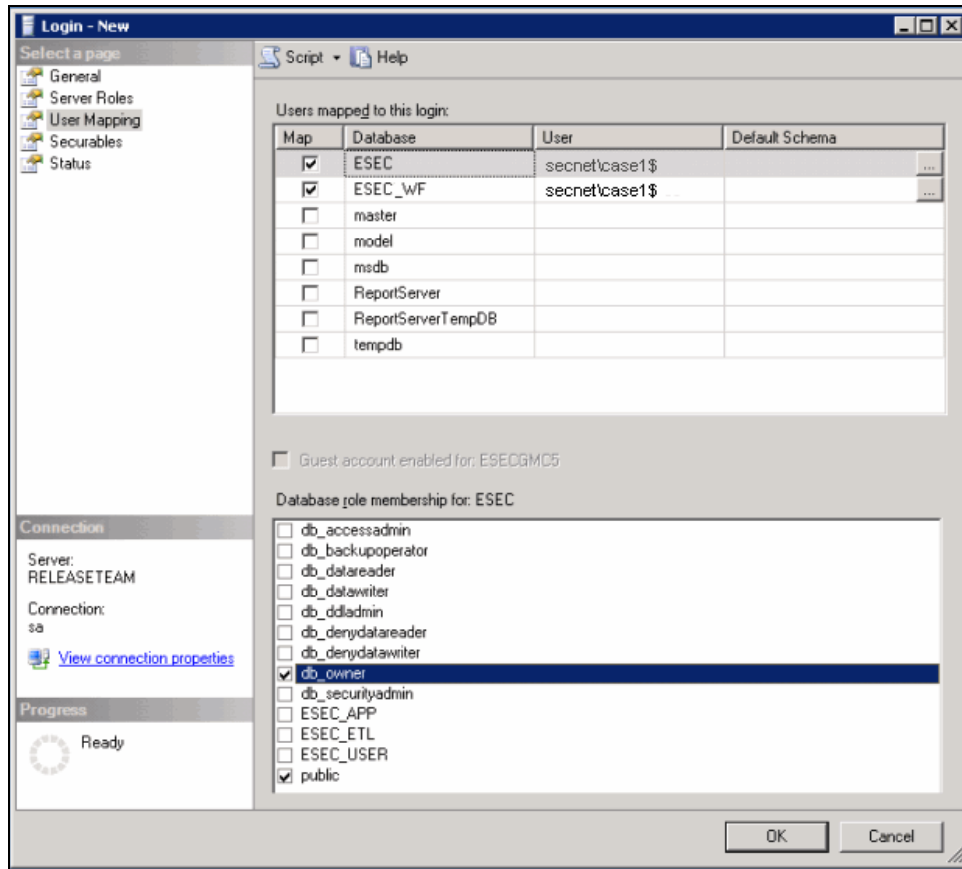 Login - New
Select a page
General
Server Roles
User Mapping
Securables
Status
Script Help
Users mapped to this login:
Map Database User Default Schema
ESEC secnet\case1$ ...
ESEC_WF secnet\case1$ ...
master
model
msdb
ReportServer
ReportServerTempDB
tempdb
Guest account enabled for: ESECGMC5
Database role membership for: ESEC
db_accessadmin
db_backupoperator
db_datareader
db_datawriter
db_ddladmin
db_denydatareader
db_denydatawriter
db_owner
db_securityadmin
ESEC_APP
ESEC_ETL
ESEC_USER
public
Connection
Server:
RELEASETEAM
Connection:
sa
View connection properties
Progress
Ready
OK Cancel